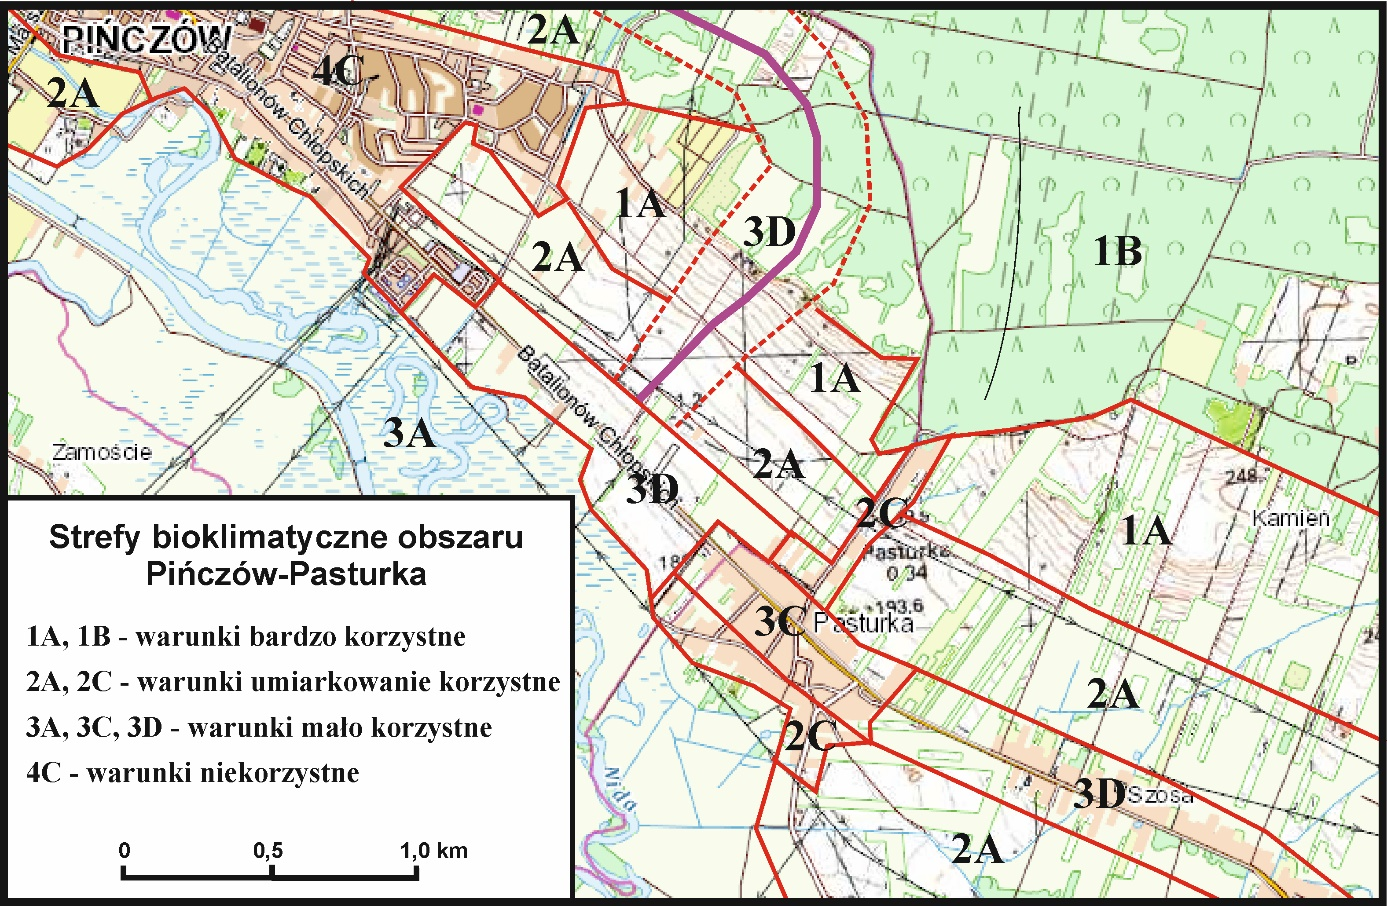 PIŃCZÓW
2A
4C
2A
Batalionów Chłopskich
1A
3D
2A
1B
Batalionów Chłopskich
1A
3A
Zamoście
2A
3D
2C
248
Kamień
1A
Pasturka
0 34
193,6
3C
Pasturka
2A
2C
Nida
3D
Szosa
2A
Strefy bioklimatyczne obszaru
Pińczów-Pasturka
1A, 1B - warunki bardzo korzystne
2A, 2C - warunki umiarkowanie korzystne
3A, 3C, 3D - warunki mało korzystne
4C - warunki niekorzystne
0 0,5 1,0 km